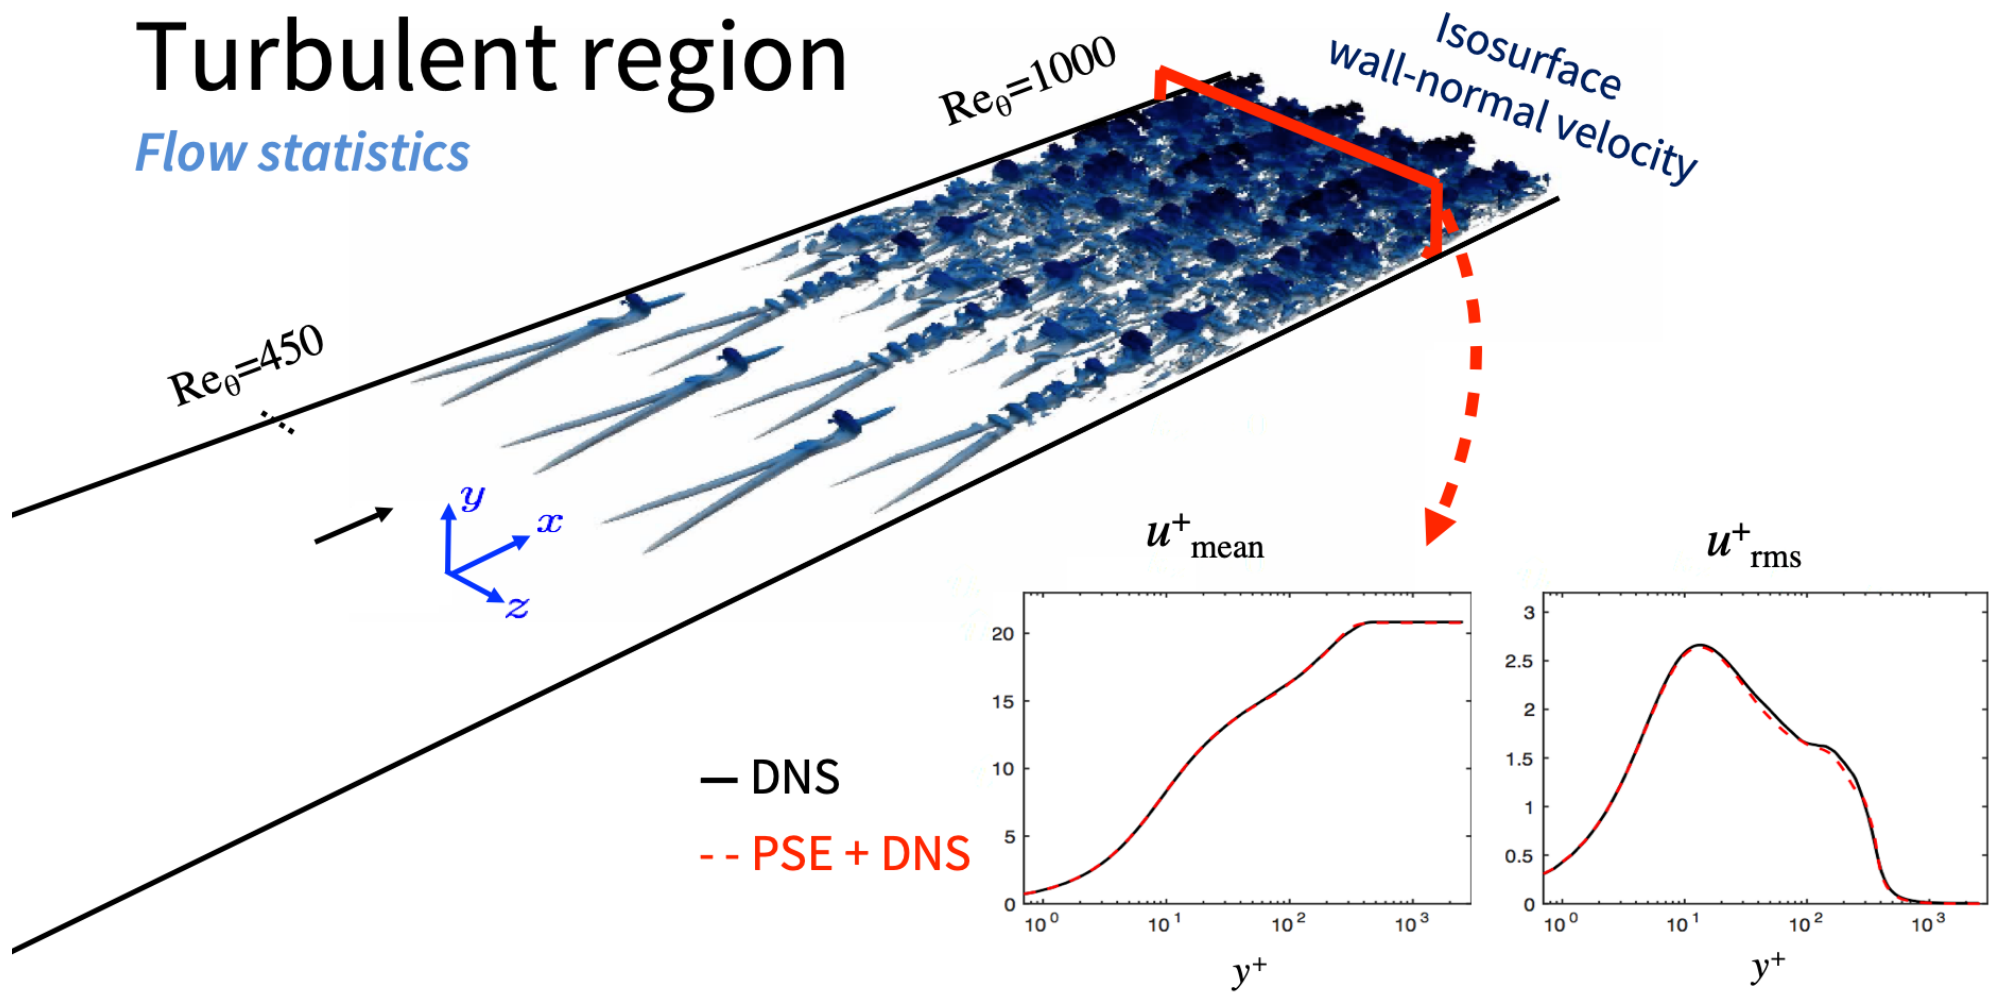 Turbulent region
Flow statistics
Isosurface
wall-normal velocity
Reθ=1000
Reθ=450
y
x
z
— DNS
-- PSE + DNS
u⁺mean
20
15
10
5
0
10⁰ 10¹ 10² 10³
y⁺
u⁺rms
3
2.5
2
1.5
1
0.5
0
10⁰ 10¹ 10² 10³
y⁺